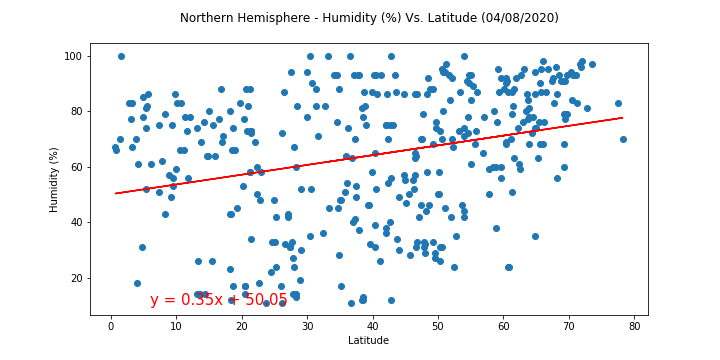 Northern Hemisphere - Humidity (%) Vs. Latitude (04/08/2020)
100
80
60
40
20
Humidity (%)
y = 0.35x + 50.05
0 10 20 30 40 50 60 70 80
Latitude